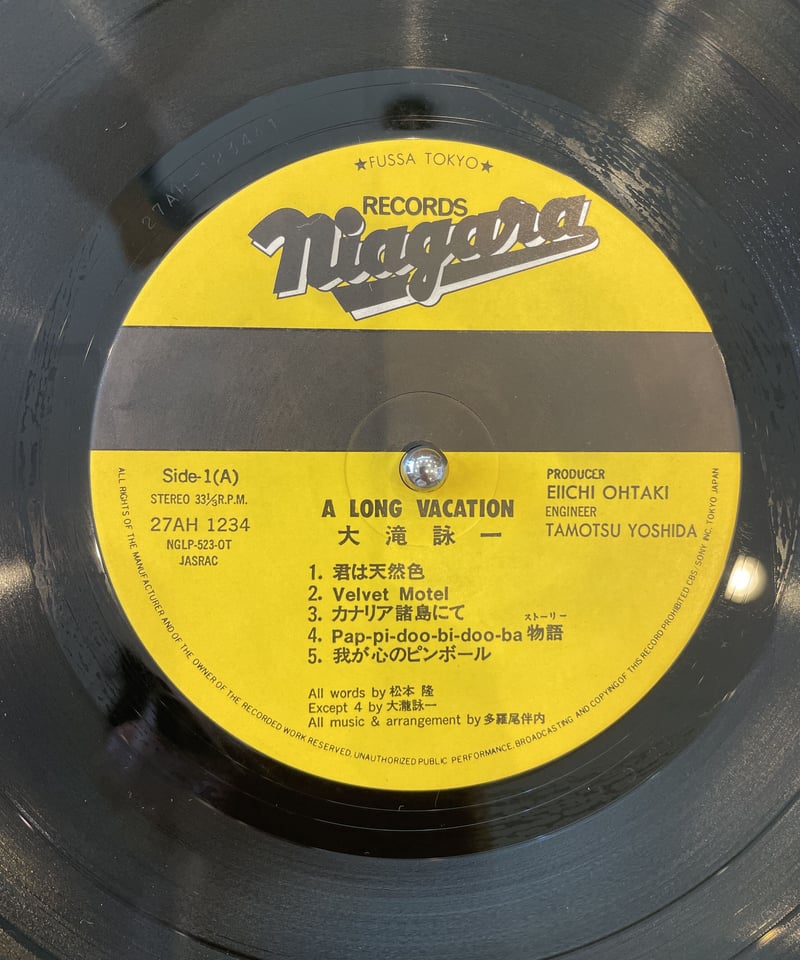 ★FUSSA TOKYO★
RECORDS
Niagara
Side-1(A)
STEREO 33⅓R.P.M.
27AH 1234
NGLP-523-OT
JASRAC
PRODUCER
EIICHI OHTAKI
ENGINEER
TAMOTSU YOSHIDA
A LONG VACATION
大滝詠一
1. 君は天然色
2. Velvet Motel
3. カナリア諸島にて
ストーリー
4. Pap-pi-doo-bi-doo-ba 物語
5. 我が心のピンボール
All words by 松本 隆
Except 4 by 大瀧詠一
All music & arrangement by 多羅尾伴内
ALL RIGHTS OF THE MANUFACTURER AND OF THE OWNER OF THE RECORDED WORK RESERVED. UNAUTHORIZED PUBLIC PERFORMANCE, BROADCASTING AND COPYING OF THIS RECORD PROHIBITED CBS/SONY INC. TOKYO JAPAN